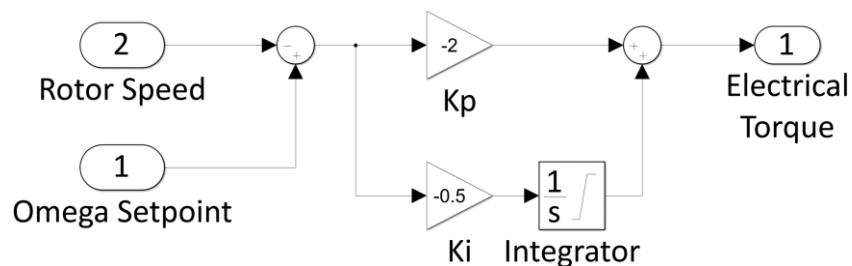 2
Rotor Speed
1
Omega Setpoint
-
+
-2
Kp
-0.5
Ki
1
s
Integrator
+
+
1
Electrical
Torque